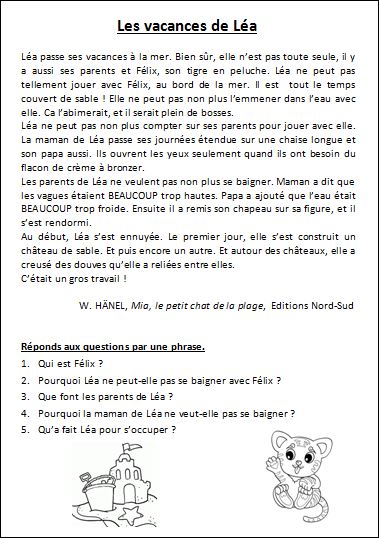 Les vacances de Léa
Léa passe ses vacances à la mer. Bien sûr, elle n'est pas toute seule, il y
a aussi ses parents et Félix, son tigre en peluche. Léa ne peut pas
tellement jouer avec Félix, au bord de la mer. Il est tout le temps
couvert de sable ! Elle ne peut pas non plus l'emmener dans l'eau avec
elle. Ca l'abimerait, et il serait plein de bosses.
Léa ne peut pas non plus compter sur ses parents pour jouer avec elle.
La maman de Léa passe ses journées étendue sur une chaise longue et
son papa aussi. Ils ouvrent les yeux seulement quand ils ont besoin du
flacon de crème à bronzer.
Les parents de Léa ne veulent pas non plus se baigner. Maman a dit que
les vagues étaient BEAUCOUP trop hautes. Papa a ajouté que l'eau était
BEAUCOUP trop froide. Ensuite il a remis son chapeau sur sa figure, et il
s'est rendormi.
Au début, Léa s'est ennuyée. Le premier jour, elle s'est construit un
château de sable. Et puis encore un autre. Et autour des châteaux, elle a
creusé des douves qu'elle a reliées entre elles.
C'était un gros travail !
W. HÄNEL, Mia, le petit chat de la plage, Editions Nord-Sud
Réponds aux questions par une phrase.
1. Qui est Félix ?
2. Pourquoi Léa ne peut-elle pas se baigner avec Félix ?
3. Que font les parents de Léa ?
4. Pourquoi la maman de Léa ne veut-elle pas se baigner ?
5. Qu'a fait Léa pour s'occuper ?